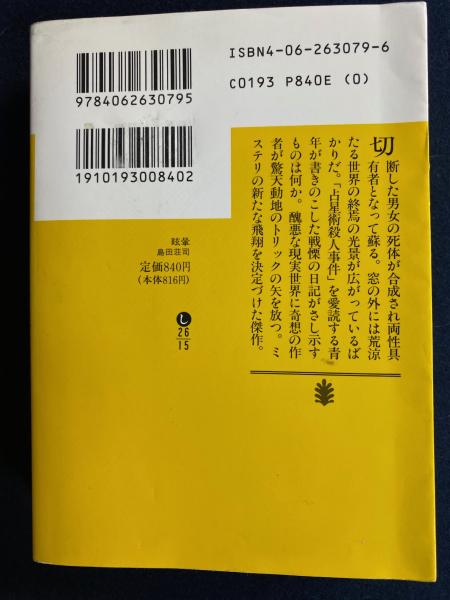 ISBN4-06-263079-6
C0193 P840E (0)
9784062630795
1910193008402
切断した男女の死体が合成され両性具
有者となって蘇る。窓の外には荒涼
たる世界の終焉の光景が広がっているば
かりだ。「占星術殺人事件」を愛読する青
年が書きのこした戦慄の日記がさし示す
ものは何か。醜悪な現実世界に奇想の作
者が驚天動地のトリックの矢を放つ。ミ
ステリの新たな飛翔を決定づけた傑作。
眩暈
島田荘司
定価840円
(本体816円)
し
26
15